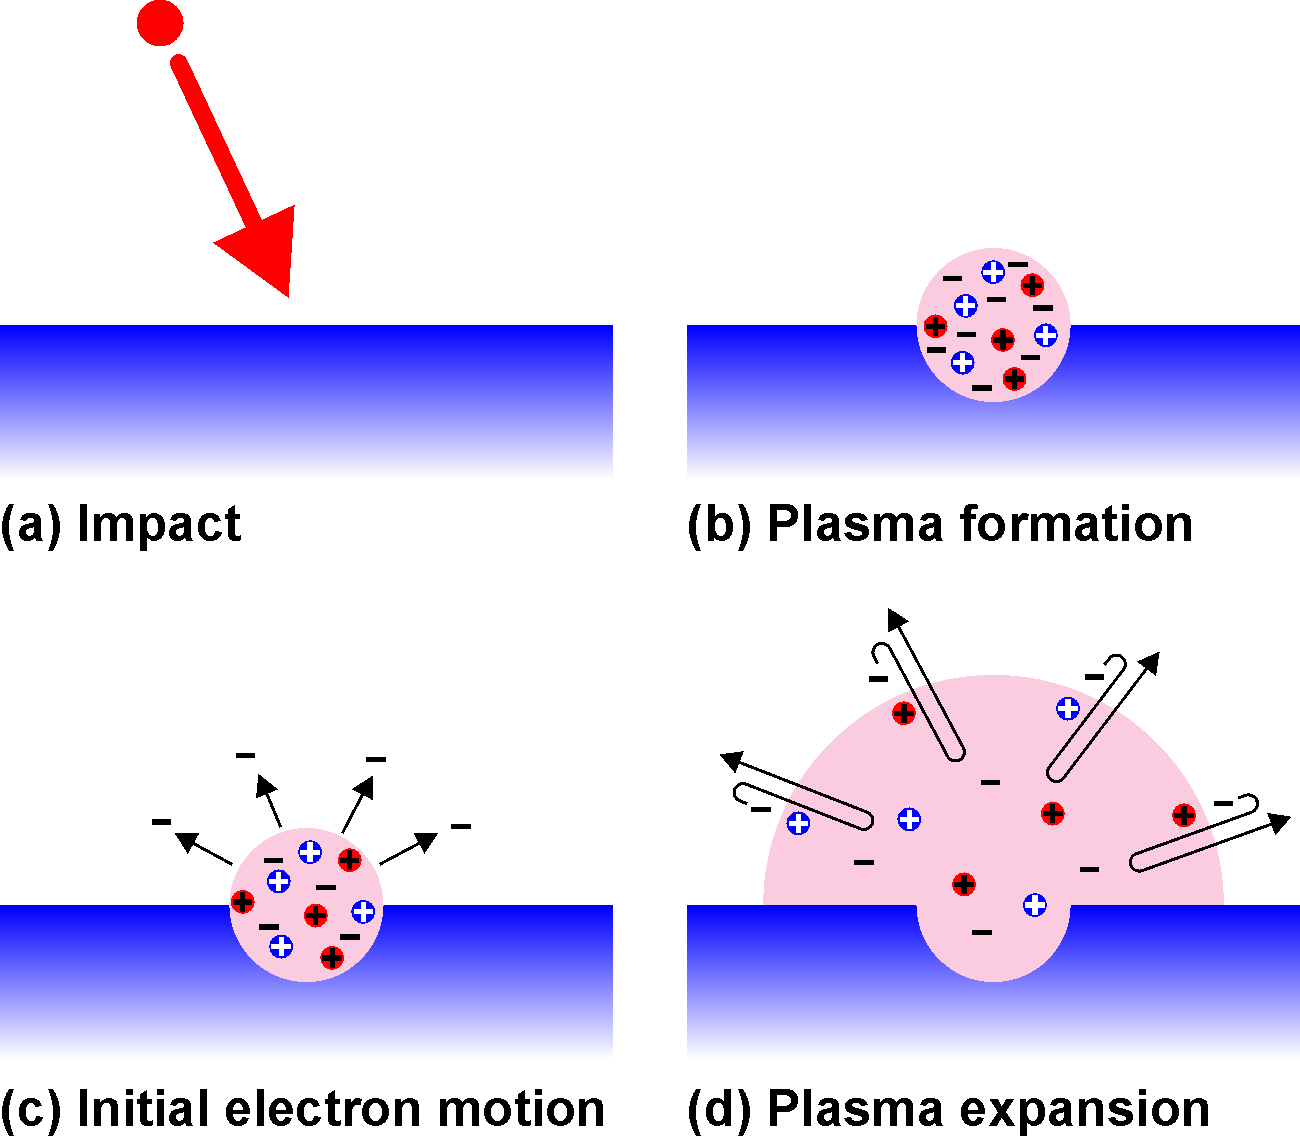 (a) Impact
(b) Plasma formation
(c) Initial electron motion
(d) Plasma expansion